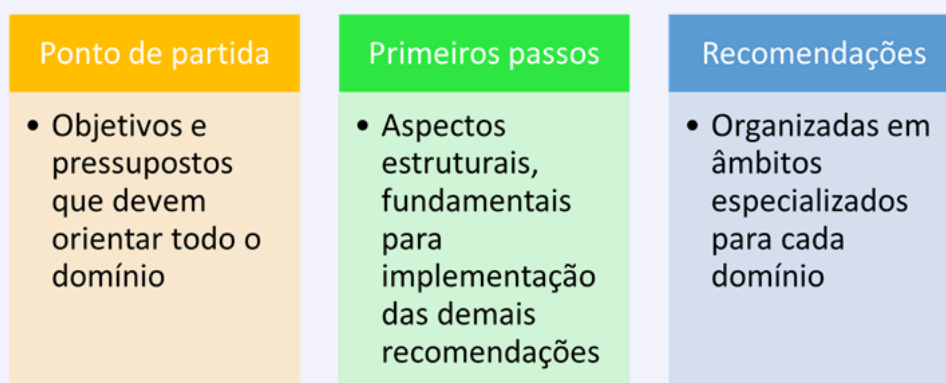 Ponto de partida
• Objetivos e
pressupostos
que devem
orientar todo o
domínio
Primeiros passos
• Aspectos
estruturais,
fundamentais
para
implementação
das demais
recomendações
Recomendações
• Organizadas em
âmbitos
especializados
para cada
domínio